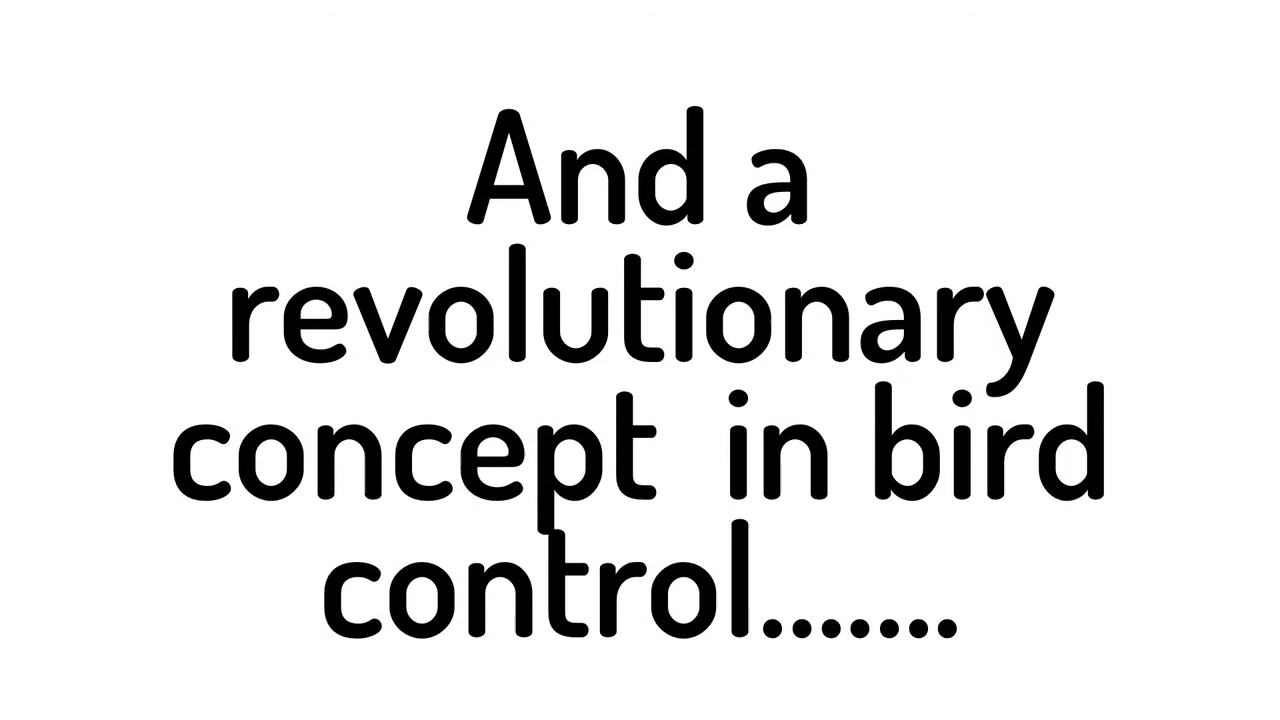 And a
revolutionary
concept  in bird
control.......